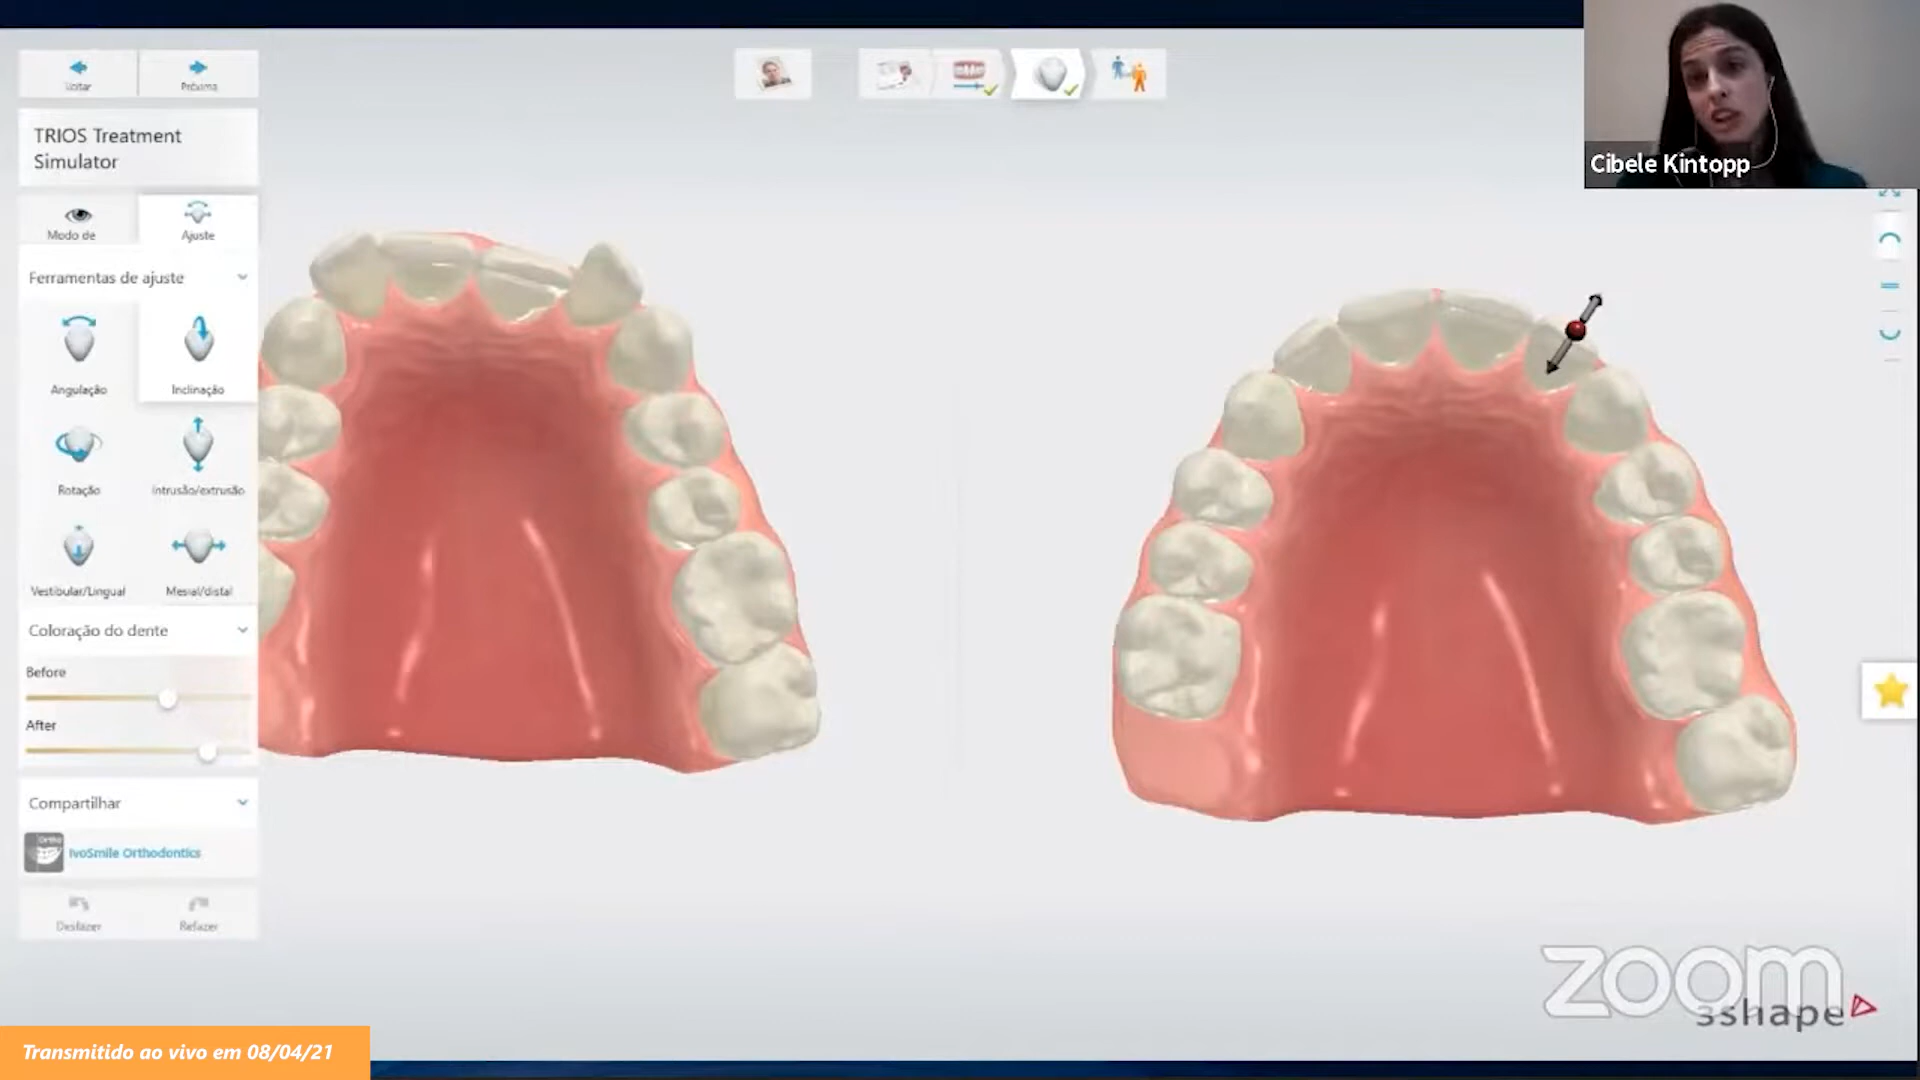 Voltar
Próxima
TRIOS Treatment
Simulator
Modo de
Ajuste
Ferramentas de ajuste
Angulação
Inclinação
Rotação
Intrusão/extrusão
Vestibular/Lingual
Mesial/distal
Coloração do dente
Before
After
Compartilhar
Ortho
IvoSmile Orthodontics
Desfazer
Refazer
Cibele Kintopp
zoom
3shape
Transmitido ao vivo em 08/04/21